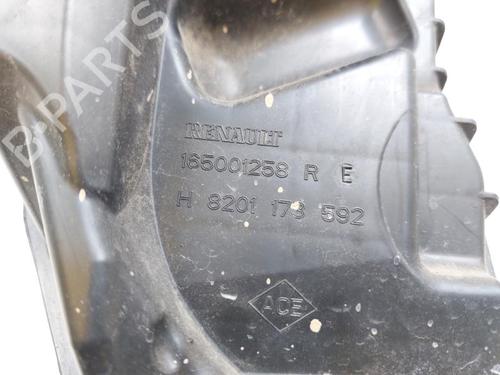 B PARTS
RENAULT
165001258 R E
H 8201 173 592
ACE